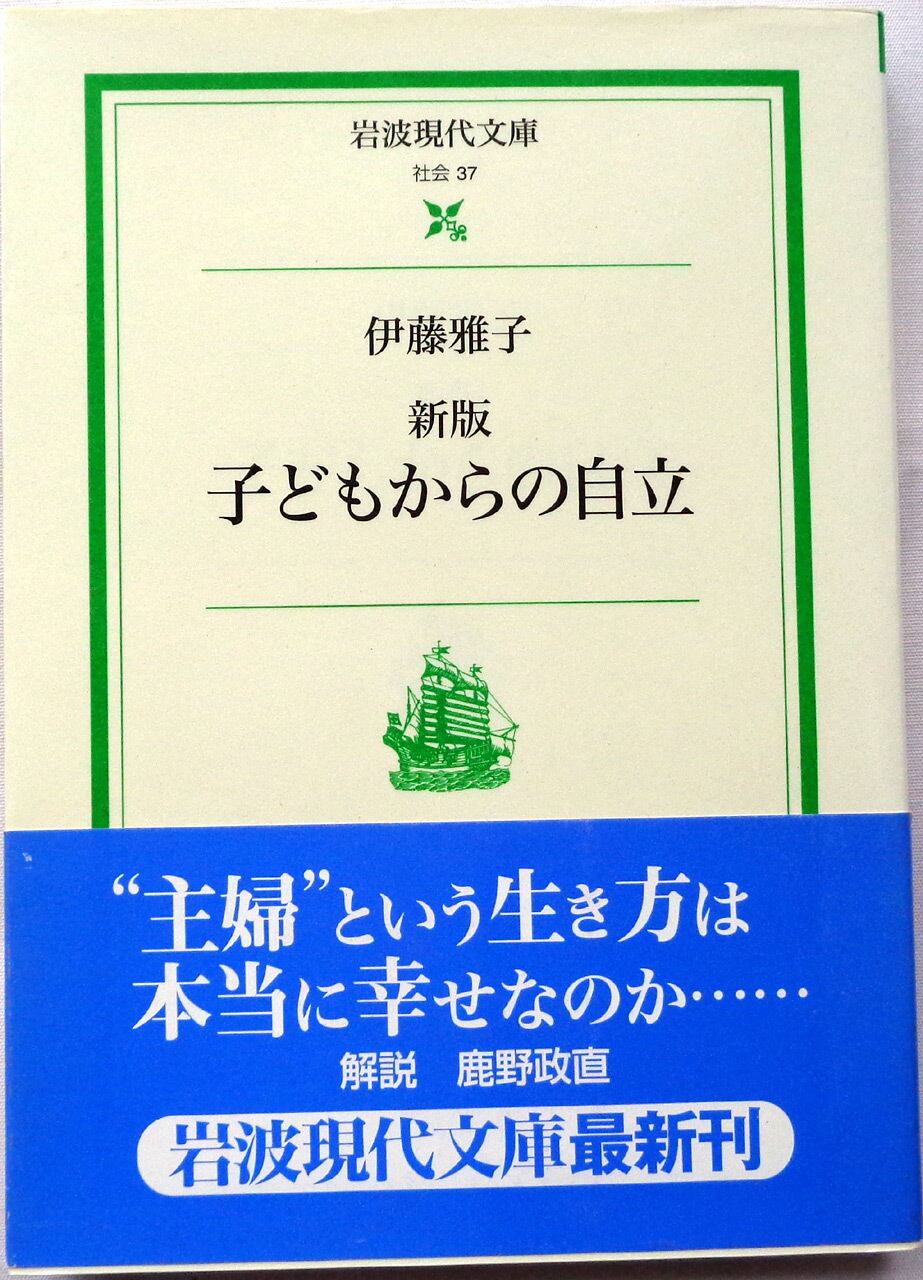 岩波現代文庫
社会 37
伊藤雅子
新版
子どもからの自立
“主婦”という生き方は
本当に幸せなのか……
解説　鹿野政直
岩波現代文庫最新刊